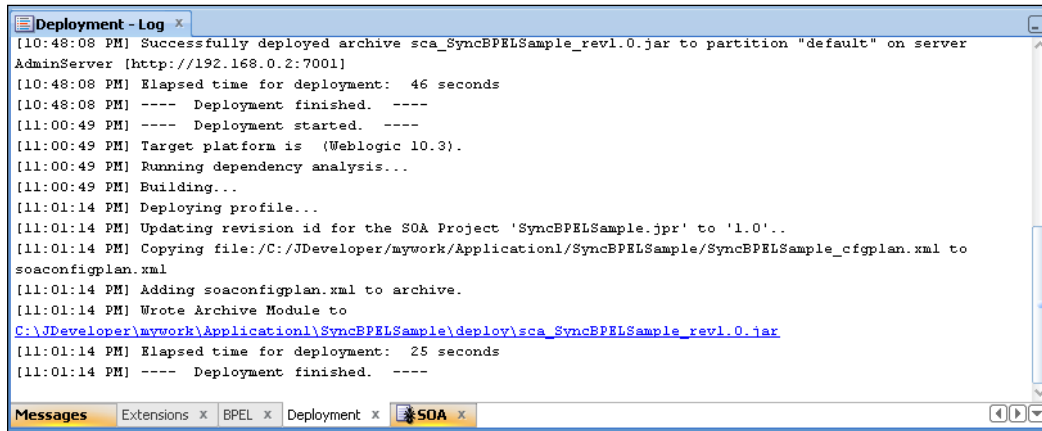 Deployment - Log x
[10:48:08 PM] Successfully deployed archive sca_SyncBPELSample_rev1.0.jar to partition "default" on server
AdminServer [http://192.168.0.2:7001]
[10:48:08 PM] Elapsed time for deployment:  46 seconds
[10:48:08 PM] ----  Deployment finished.  ----
[11:00:49 PM] ----  Deployment started.  ----
[11:00:49 PM] Target platform is  (Weblogic 10.3).
[11:00:49 PM] Running dependency analysis...
[11:00:49 PM] Building...
[11:01:14 PM] Deploying profile...
[11:01:14 PM] Updating revision id for the SOA Project 'SyncBPELSample.jpr' to '1.0'..
[11:01:14 PM] Copying file:/C:/JDeveloper/mywork/Application1/SyncBPELSample/SyncBPELSample_cfgplan.xml to
soaconfigplan.xml
[11:01:14 PM] Adding soaconfigplan.xml to archive.
[11:01:14 PM] Wrote Archive Module to
C:\JDeveloper\mywork\Application1\SyncBPELSample\deploy\sca_SyncBPELSample_rev1.0.jar
[11:01:14 PM] Elapsed time for deployment:  25 seconds
[11:01:14 PM] ----  Deployment finished.  ----
Messages Extensions x BPEL x Deployment x SOA x